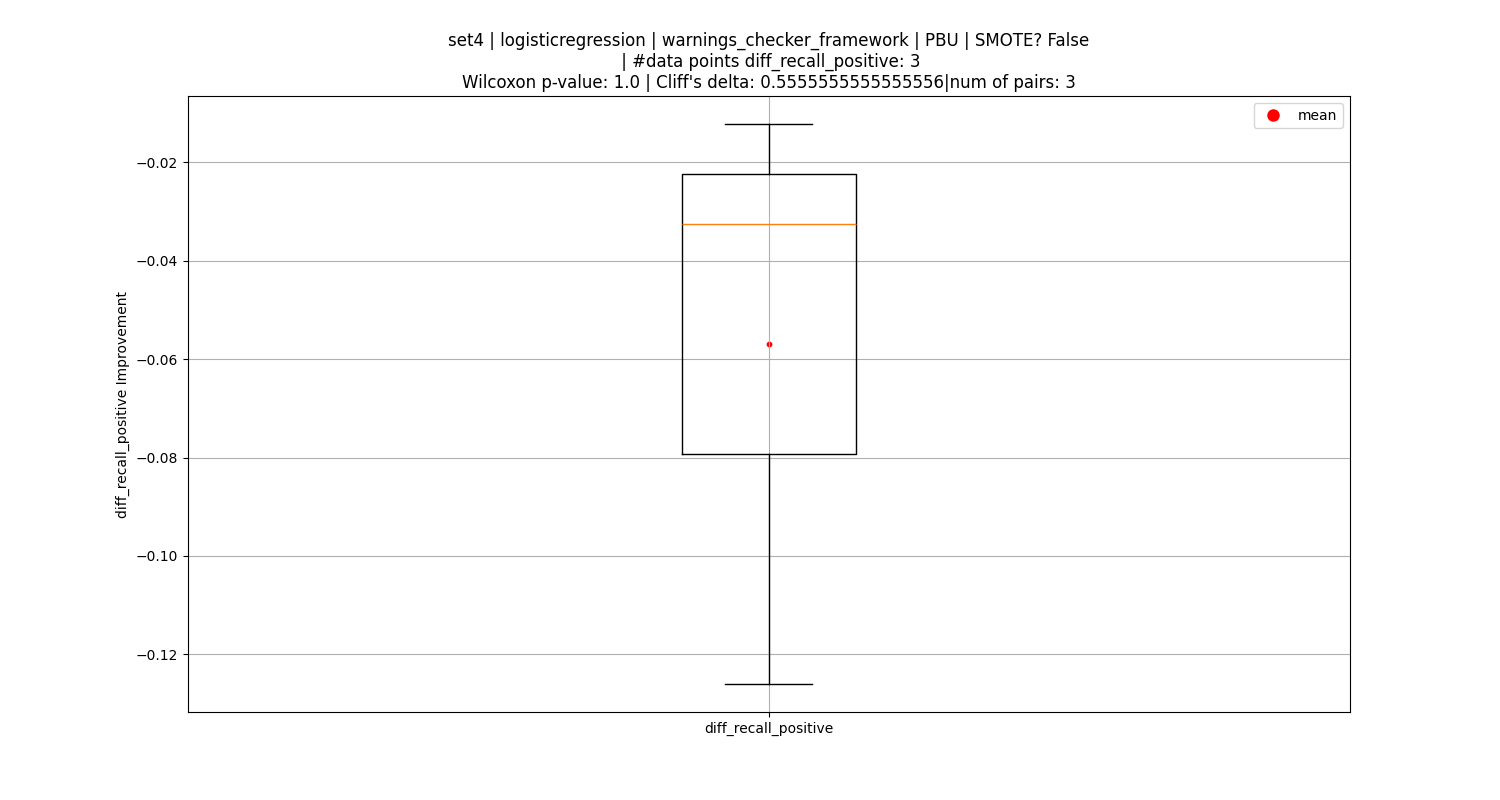 set4 | logisticregression | warnings_checker_framework | PBU | SMOTE? False
| #data points diff_recall_positive: 3
Wilcoxon p-value: 1.0 | Cliff's delta: 0.5555555555555556|num of pairs: 3
mean
−0.02
−0.04
−0.06
−0.08
−0.10
−0.12
diff_recall_positive Improvement
diff_recall_positive